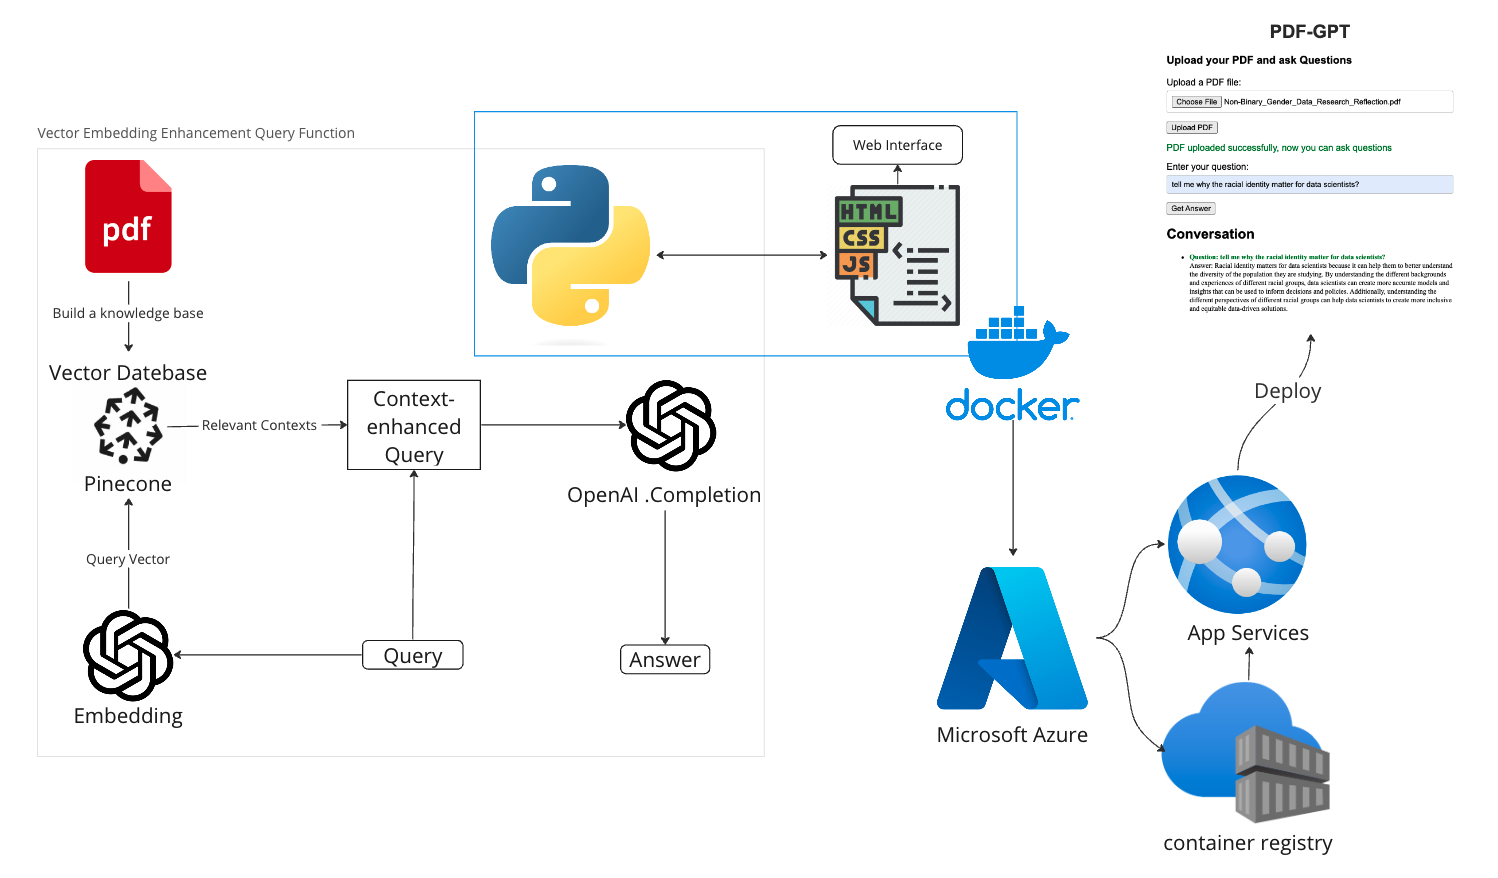 PDF-GPT
Upload your PDF and ask Questions
Upload a PDF file:
Choose File Non-Binary_Gender_Data_Research_Reflection.pdf
Upload PDF
PDF uploaded successfully, now you can ask questions
Enter your question:
tell me why the racial identity matter for data scientists?
Get Answer
Conversation
Question: tell me why the racial identity matter for data scientists?
Answer: Racial identity matters for data scientists because it can help them to better understand
the diversity of the population they are studying. By understanding the different backgrounds
and experiences of different racial groups, data scientists can create more accurate models and
insights that can be used to inform decisions and policies. Additionally, understanding the
different perspectives of different racial groups can help data scientists to create more inclusive
and equitable data-driven solutions.
Vector Embedding Enhancement Query Function
pdf
Build a knowledge base
Vector Datebase
Pinecone
Relevant Contexts
Context-
enhanced
Query
OpenAI .Completion
Query Vector
Embedding
Query
Answer
Web Interface
HTML
CSS
JS
docker
Microsoft Azure
Deploy
App Services
container registry